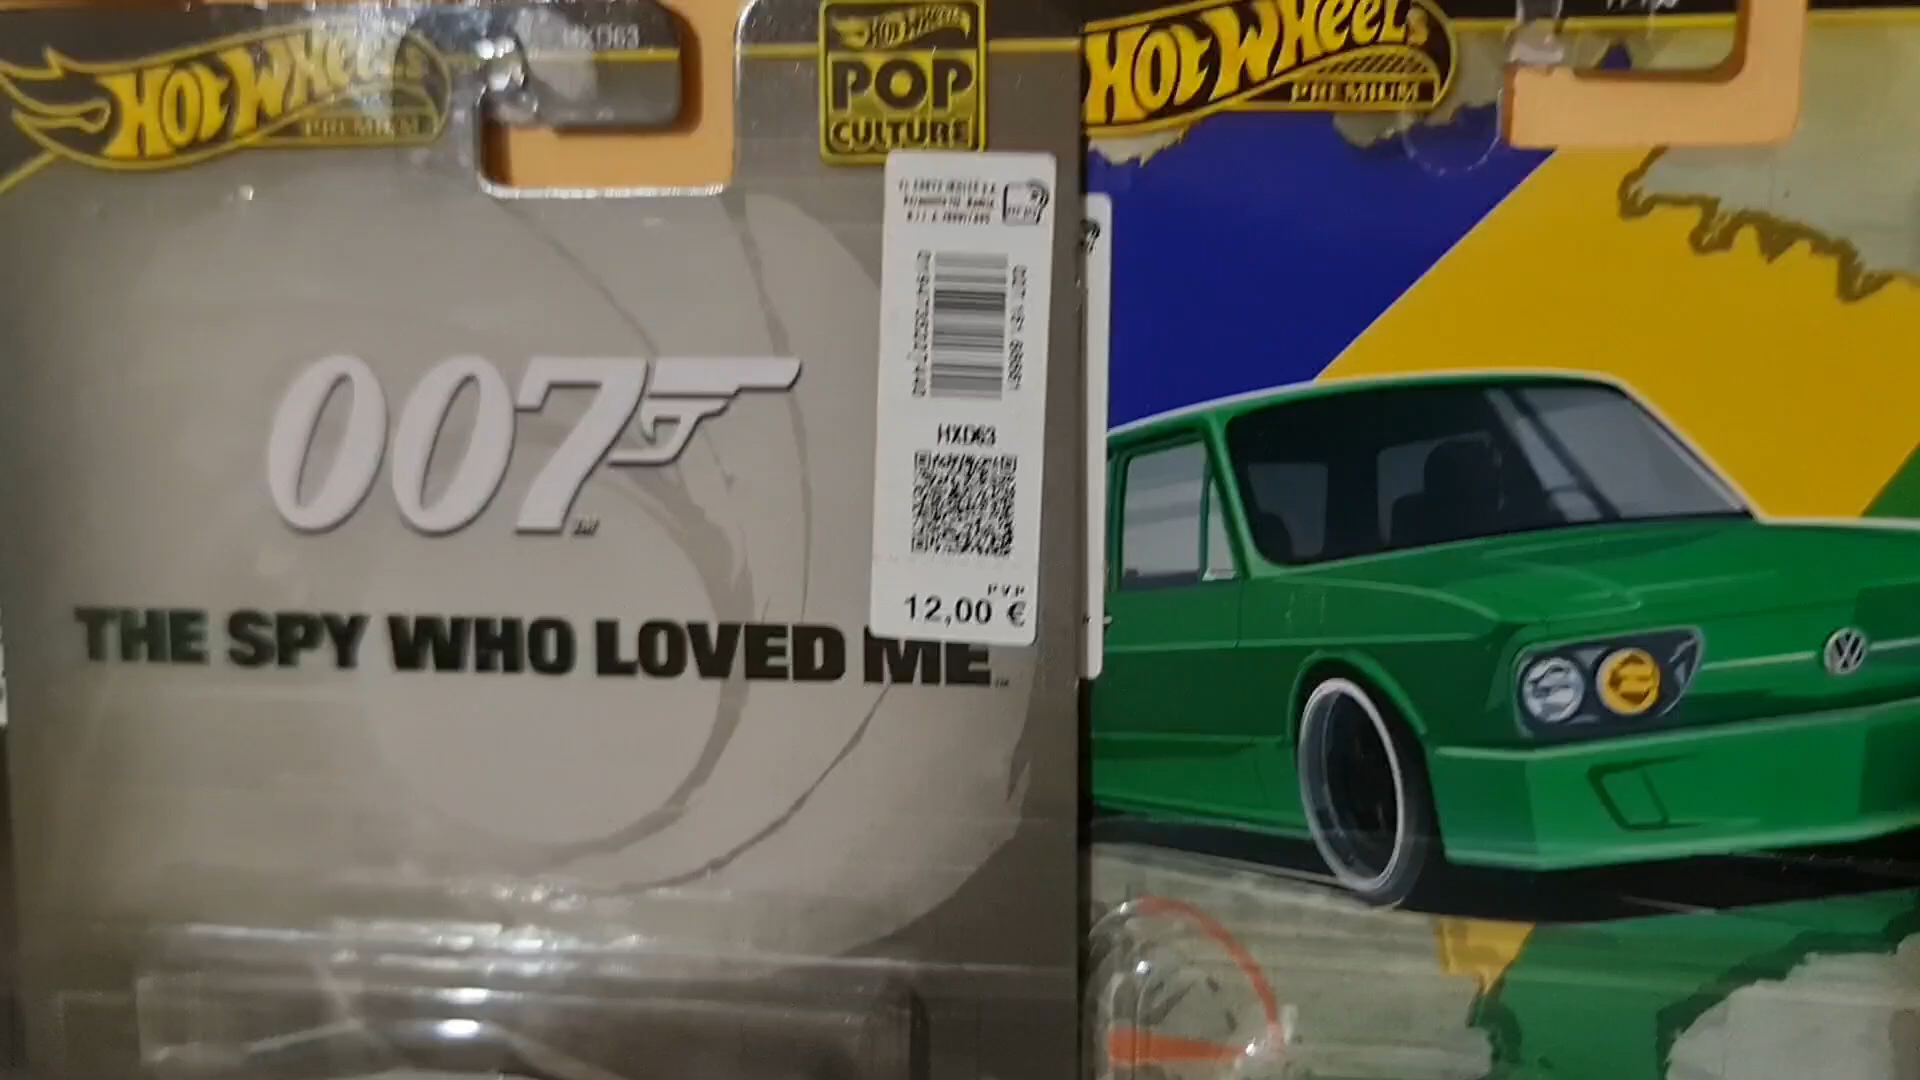 HOT WHEELS
PREMIUM
HXD63
HOT WHEELS
POP
CULTURE
007
THE SPY WHO LOVED ME
HXD63
PVP
12,00 €
HOT WHEELS
PREMIUM
VW